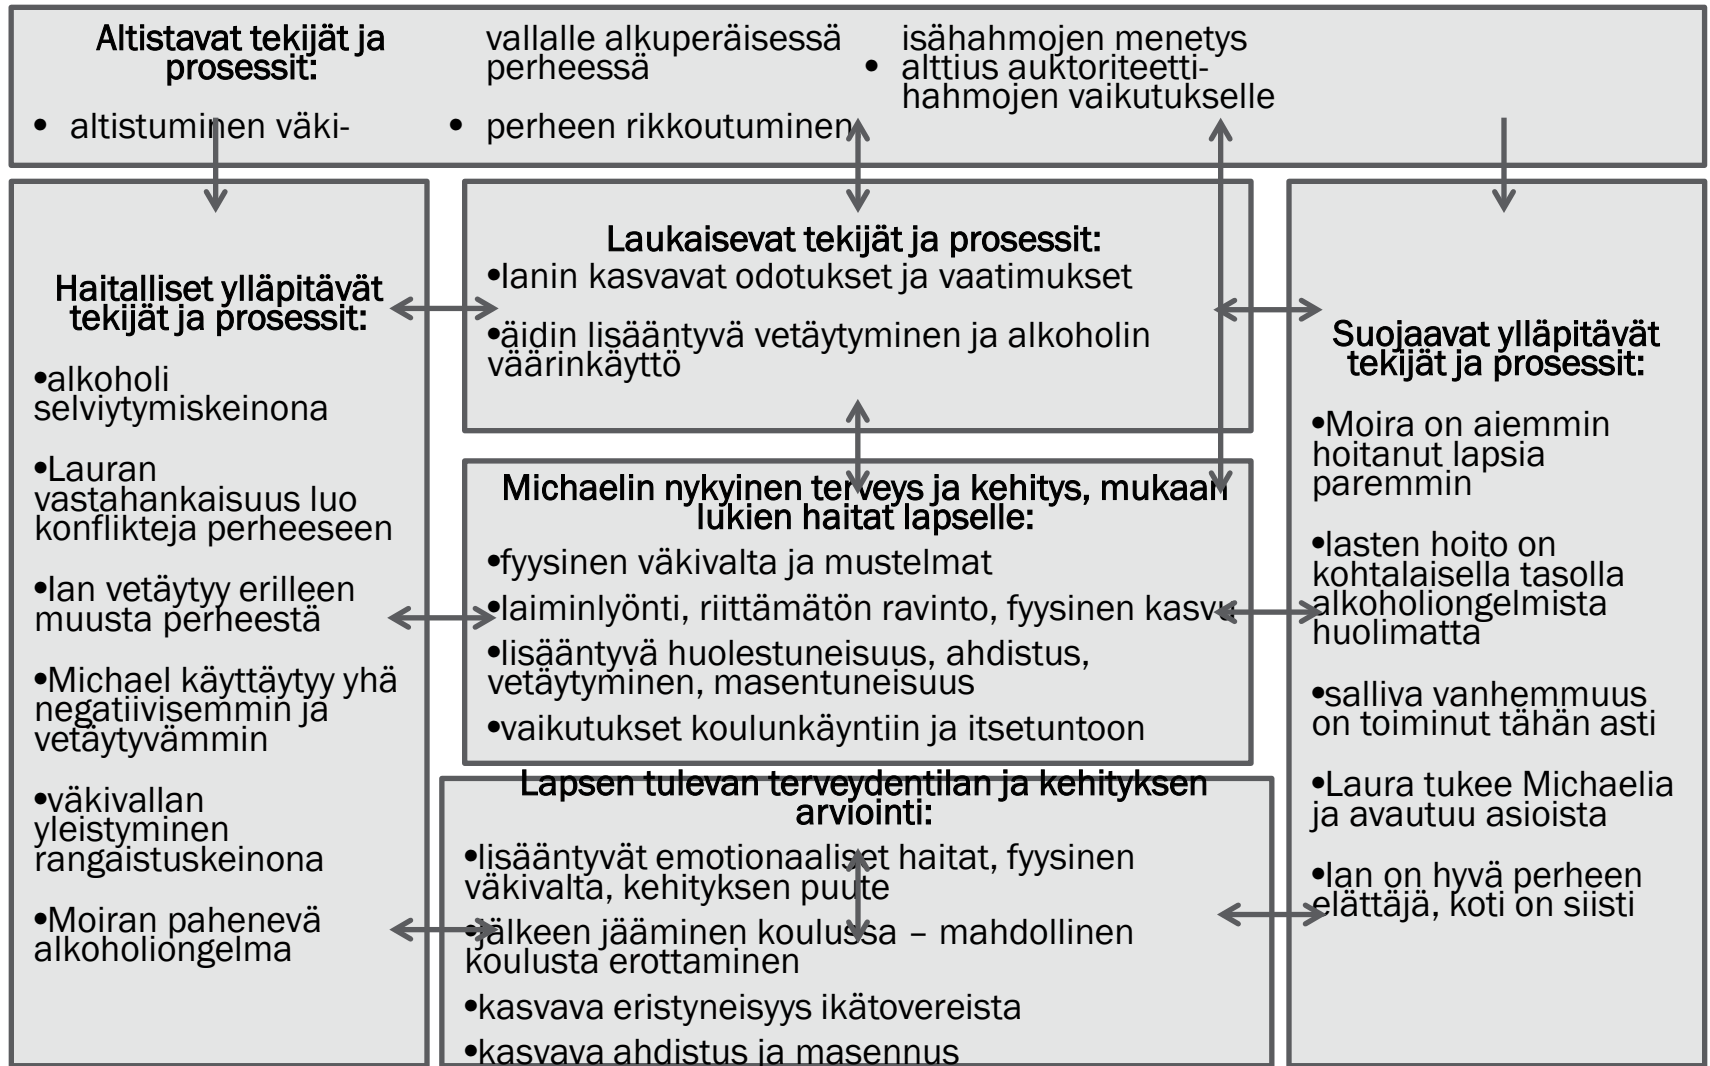 Altistavat tekijät ja
prosessit:
• altistuminen väki-
vallalle alkuperäisessä
perheessä
• perheen rikkoutuminen
isähahmojen menetys
• alttius auktoriteetti-
hahmojen vaikutukselle
Haitalliset ylläpitävät
tekijät ja prosessit:
•alkoholi
selviytymiskeinona
•Lauran
vastahankaisuus luo
konflikteja perheeseen
•Ian vetäytyy erilleen
muusta perheestä
•Michael käyttäytyy yhä
negatiivisemmin ja
vetäytyvämmin
•väkivallan
yleistyminen
rangaistuskeinona
•Moiran pahenevä
alkoholiongelma
Laukaisevat tekijät ja prosessit:
•Ianin kasvavat odotukset ja vaatimukset
•äidin lisääntyvä vetäytyminen ja alkoholin
väärinkäyttö
Michaelin nykyinen terveys ja kehitys, mukaan
lukien haitat lapselle:
•fyysinen väkivalta ja mustelmat
•laiminlyönti, riittämätön ravinto, fyysinen kasvu
•lisääntyvä huolestuneisuus, ahdistus,
vetäytyminen, masentuneisuus
•vaikutukset koulunkäyntiin ja itsetuntoon
Lapsen tulevan terveydentilan ja kehityksen
arviointi:
•lisääntyvät emotionaaliset haitat, fyysinen
väkivalta, kehityksen puute
•jälkeen jääminen koulussa – mahdollinen
koulusta erottaminen
•kasvava eristyneisyys ikätovereista
•kasvava ahdistus ja masennus
Suojaavat ylläpitävät
tekijät ja prosessit:
•Moira on aiemmin
hoitanut lapsia
paremmin
•lasten hoito on
kohtalaisella tasolla
alkoholiongelmista
huolimatta
•salliva vanhemmuus
on toiminut tähän asti
•Laura tukee Michaelia
ja avautuu asioista
•Ian on hyvä perheen
elättäjä, koti on siisti